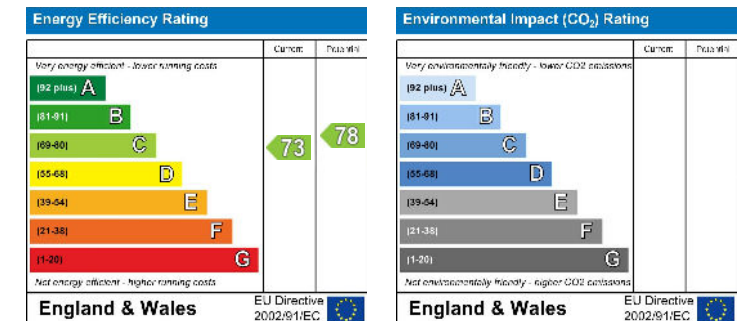 Energy Efficiency Rating
Current Potential
Very energy efficient - lower running costs
(92 plus) A
(81-91) B
(69-80) C
(55-68) D
(39-54) E
(21-38) F
(1-20) G
73
78
Not energy efficient - higher running costs
England & Wales
EU Directive
2002/91/EC
Environmental Impact (CO₂) Rating
Current Potential
Very environmentally friendly - lower CO2 emissions
(92 plus) A
(81-91) B
(69-80) C
(55-68) D
(39-54) E
(21-38) F
(1-20) G
Not environmentally friendly - higher CO2 emissions
England & Wales
EU Directive
2002/91/EC